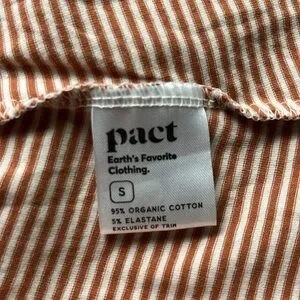 pact
Earth's Favorite
Clothing.
S
95% ORGANIC COTTON
5% ELASTANE
EXCLUSIVE OF TRIM